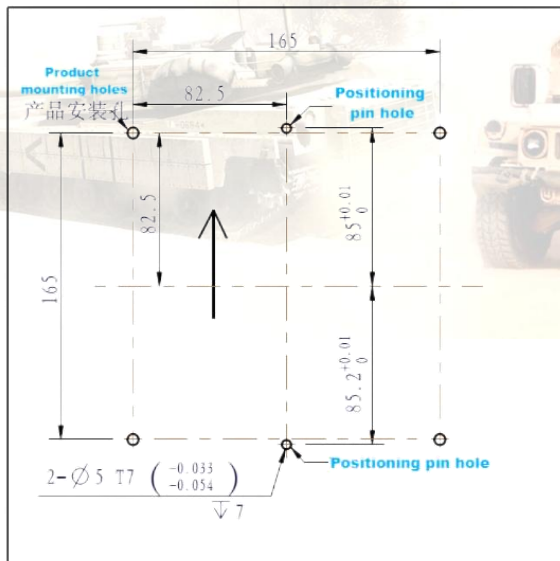 165
Product
mounting holes
产品安装孔
82.5
Positioning
pin hole
82.5
165
85 +0.01 0
85.2 +0.01 0
Positioning pin hole
2-∅5 T7 (-0.033 -0.054)
↧7